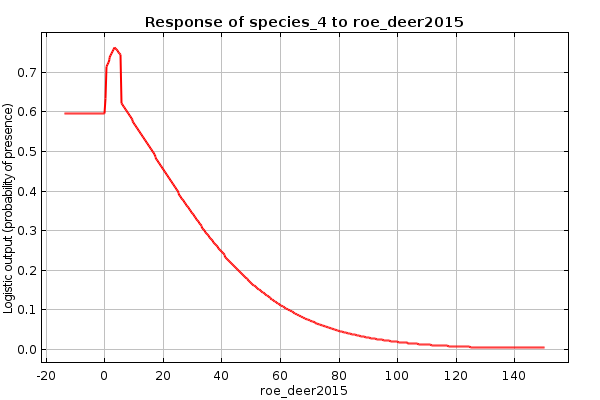 Response of species_4 to roe_deer2015
Logistic output (probability of presence)
0.7
0.6
0.5
0.4
0.3
0.2
0.1
0.0
-20 0 20 40 60 80 100 120 140
roe_deer2015